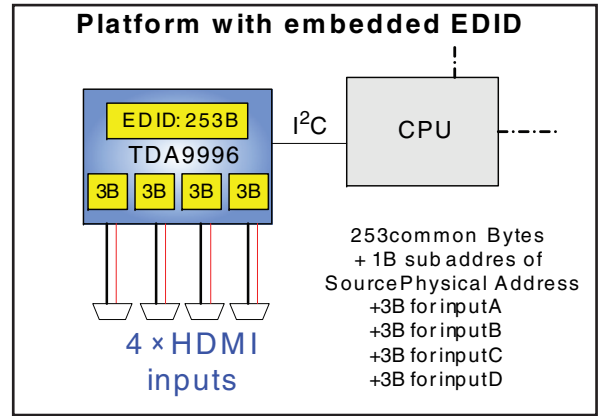 Platform with embedded EDID
EDID: 253B
TDA9996
3B 3B 3B 3B
I²C
CPU
4 × HDMI
inputs
253common Bytes
+ 1B sub addres of
SourcePhysical Address
+3B for inputA
+3B for inputB
+3B for inputC
+3B for inputD